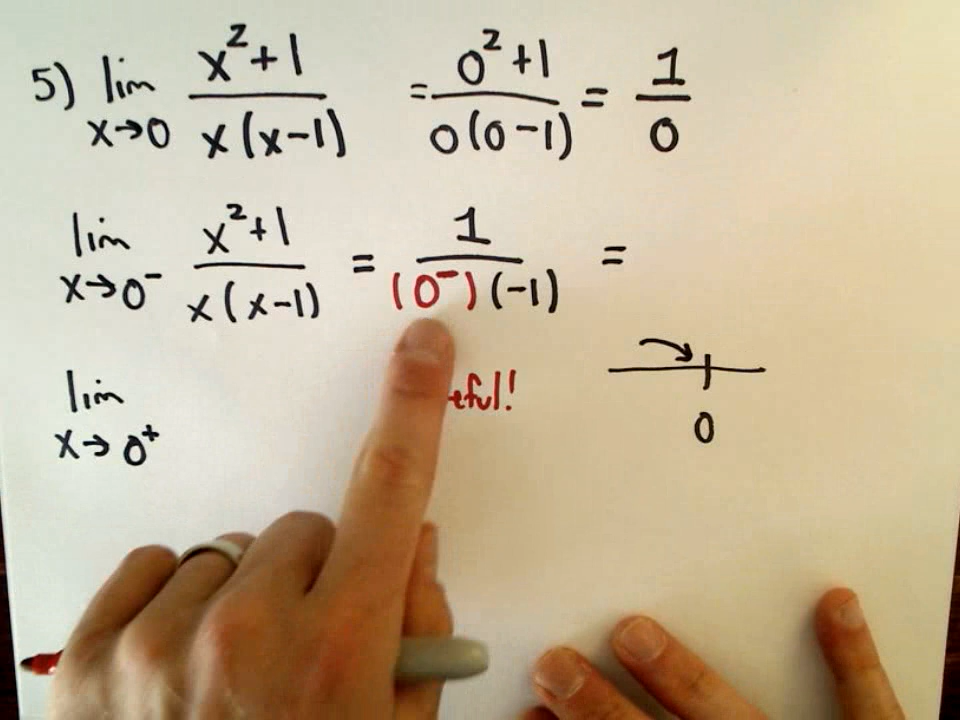 5) lim x→0 (x²+1)/(x(x-1)) = (0²+1)/(0(0-1)) = 1/0
lim x→0⁻ (x²+1)/(x(x-1)) = 1/((0⁻)(-1)) =
eful!
lim x→0⁺
0